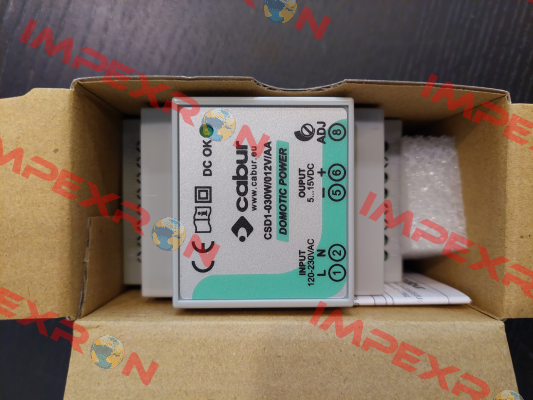 CE
DC OK
cabur
www.cabur.eu
CSD1-030W/012V/AA
DOMOTIC POWER
INPUT
120-230VAC
L N
1 2
OUPUT
5...15VDC
− +
5 6
ADJ
8
IMPEXRON
IMPEXRON
IMPEXRON
IMPEXRON
IMPEXRON